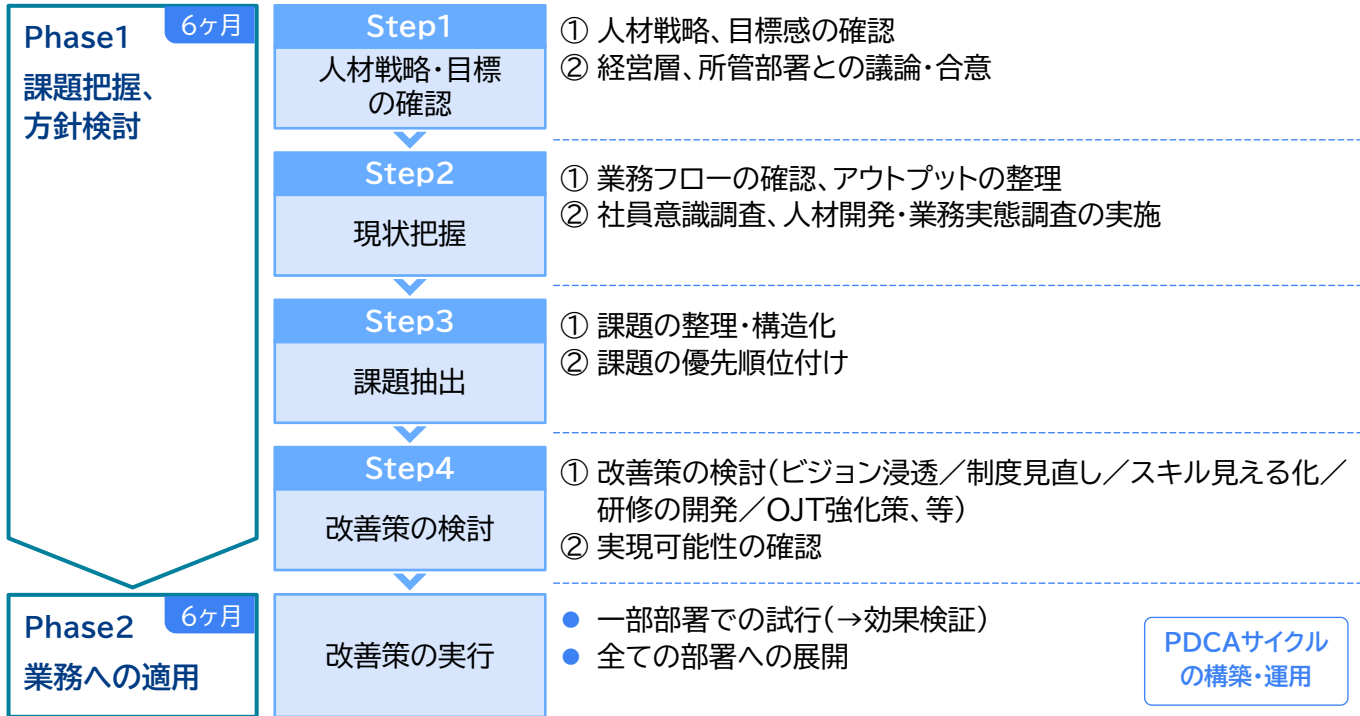 Phase1
6ヶ月
課題把握、
方針検討
Step1
人材戦略・目標
の確認
① 人材戦略、目標感の確認
② 経営層、所管部署との議論・合意
Step2
現状把握
① 業務フローの確認、アウトプットの整理
② 社員意識調査、人材開発・業務実態調査の実施
Step3
課題抽出
① 課題の整理・構造化
② 課題の優先順位付け
Step4
改善策の検討
① 改善策の検討(ビジョン浸透／制度見直し／スキル見える化／
研修の開発／OJT強化策、等)
② 実現可能性の確認
Phase2
6ヶ月
業務への適用
改善策の実行
● 一部部署での試行(→効果検証)
● 全ての部署への展開
PDCAサイクル
の構築・運用